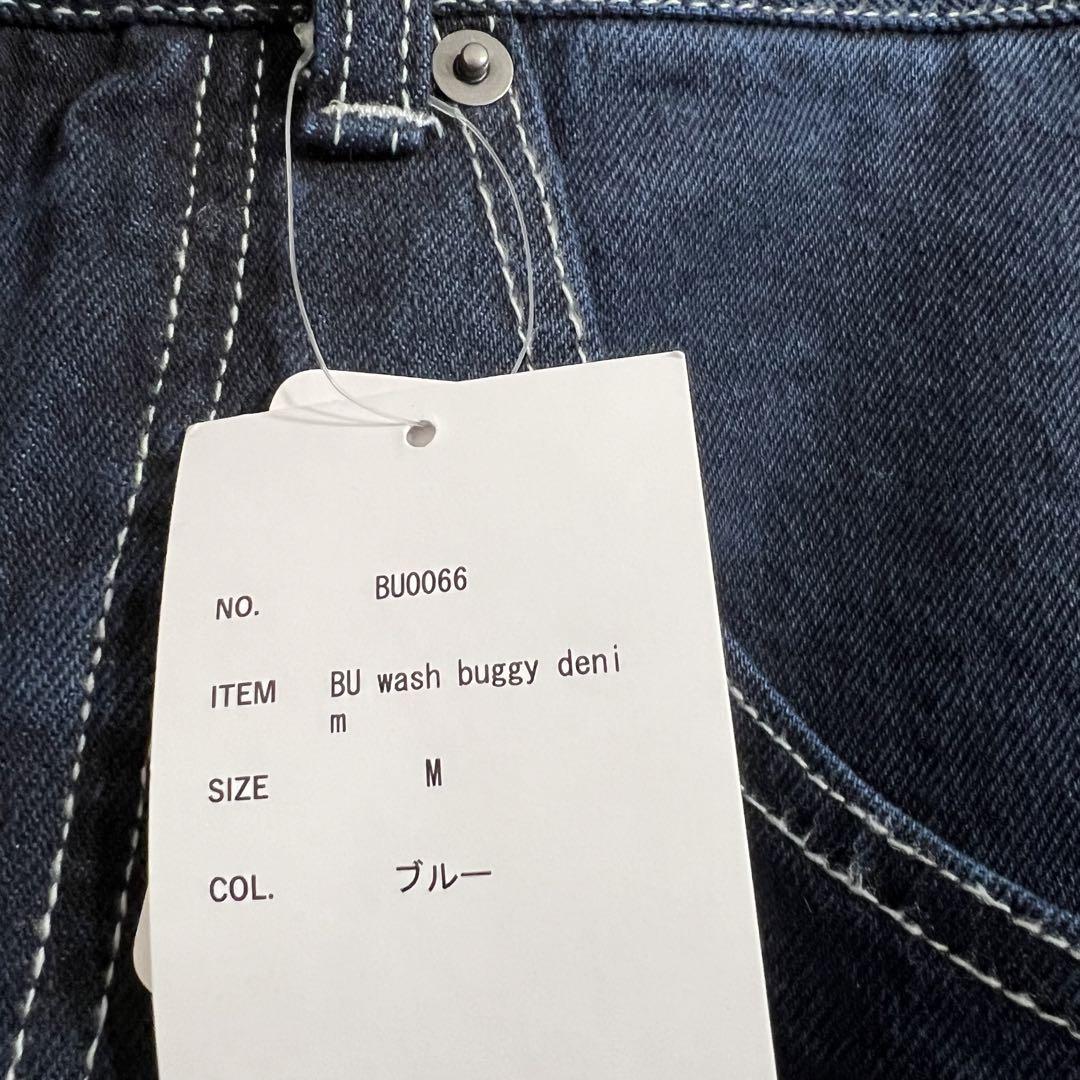 NO. BU0066
ITEM BU wash buggy deni
m
SIZE M
COL. ブルー